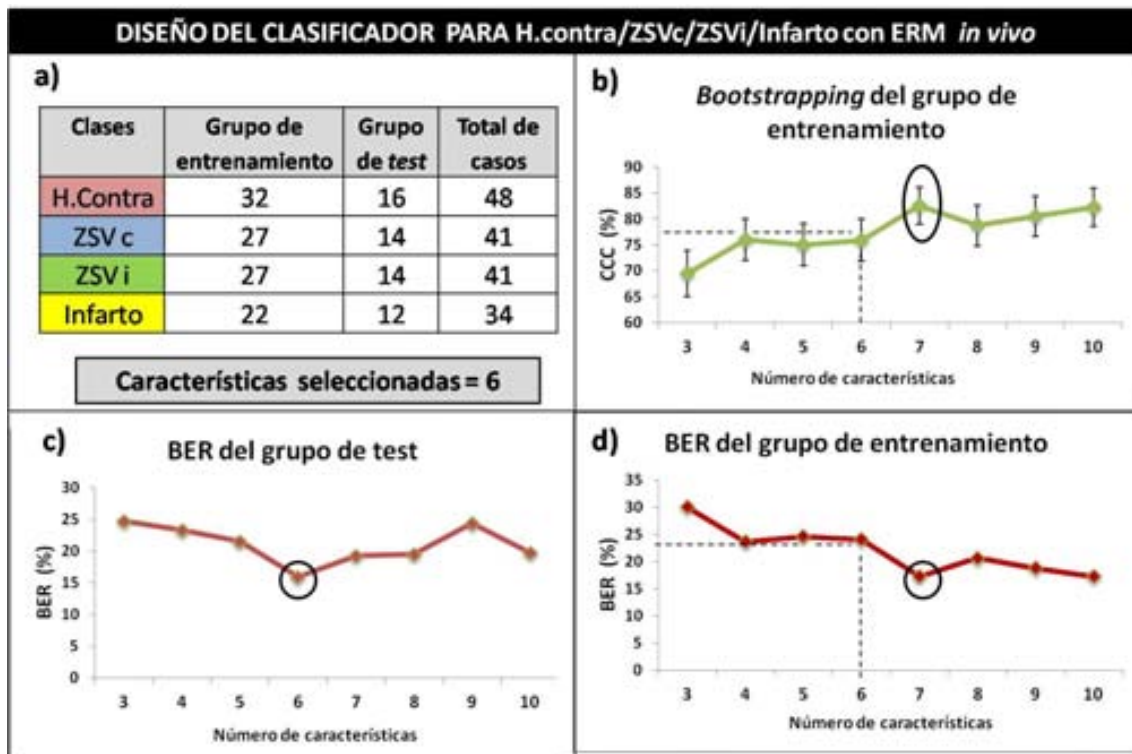 DISEÑO DEL CLASIFICADOR PARA H.contra/ZSVc/ZSVi/Infarto con ERM in vivo
a)
Clases Grupo de entrenamiento Grupo de test Total de casos
H.Contra 32 16 48
ZSV c 27 14 41
ZSV i 27 14 41
Infarto 22 12 34
Características seleccionadas = 6
b)
Bootstrapping del grupo de
entrenamiento
CCC (%)
90
85
80
75
70
65
60
3 4 5 6 7 8 9 10
Número de características
c)
BER del grupo de test
BER (%)
30
25
20
15
10
5
0
3 4 5 6 7 8 9 10
Número de características
d)
BER del grupo de entrenamiento
BER (%)
35
30
25
20
15
10
5
0
3 4 5 6 7 8 9 10
Número de características